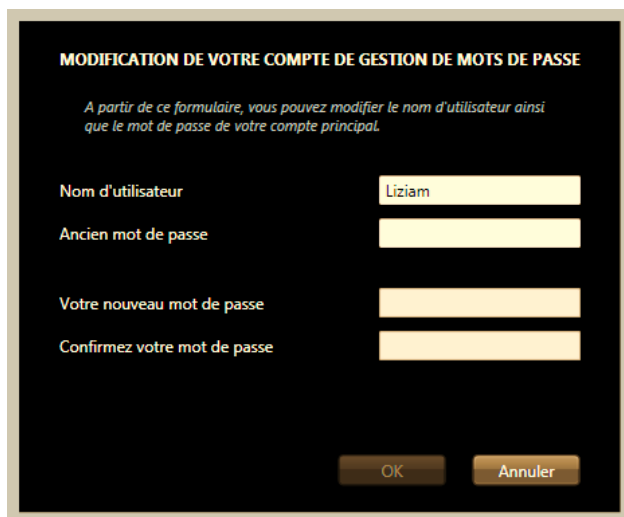 MODIFICATION DE VOTRE COMPTE DE GESTION DE MOTS DE PASSE
A partir de ce formulaire, vous pouvez modifier le nom d'utilisateur ainsi
que le mot de passe de votre compte principal.
Nom d'utilisateur Liziam
Ancien mot de passe
Votre nouveau mot de passe
Confirmez votre mot de passe
OK Annuler